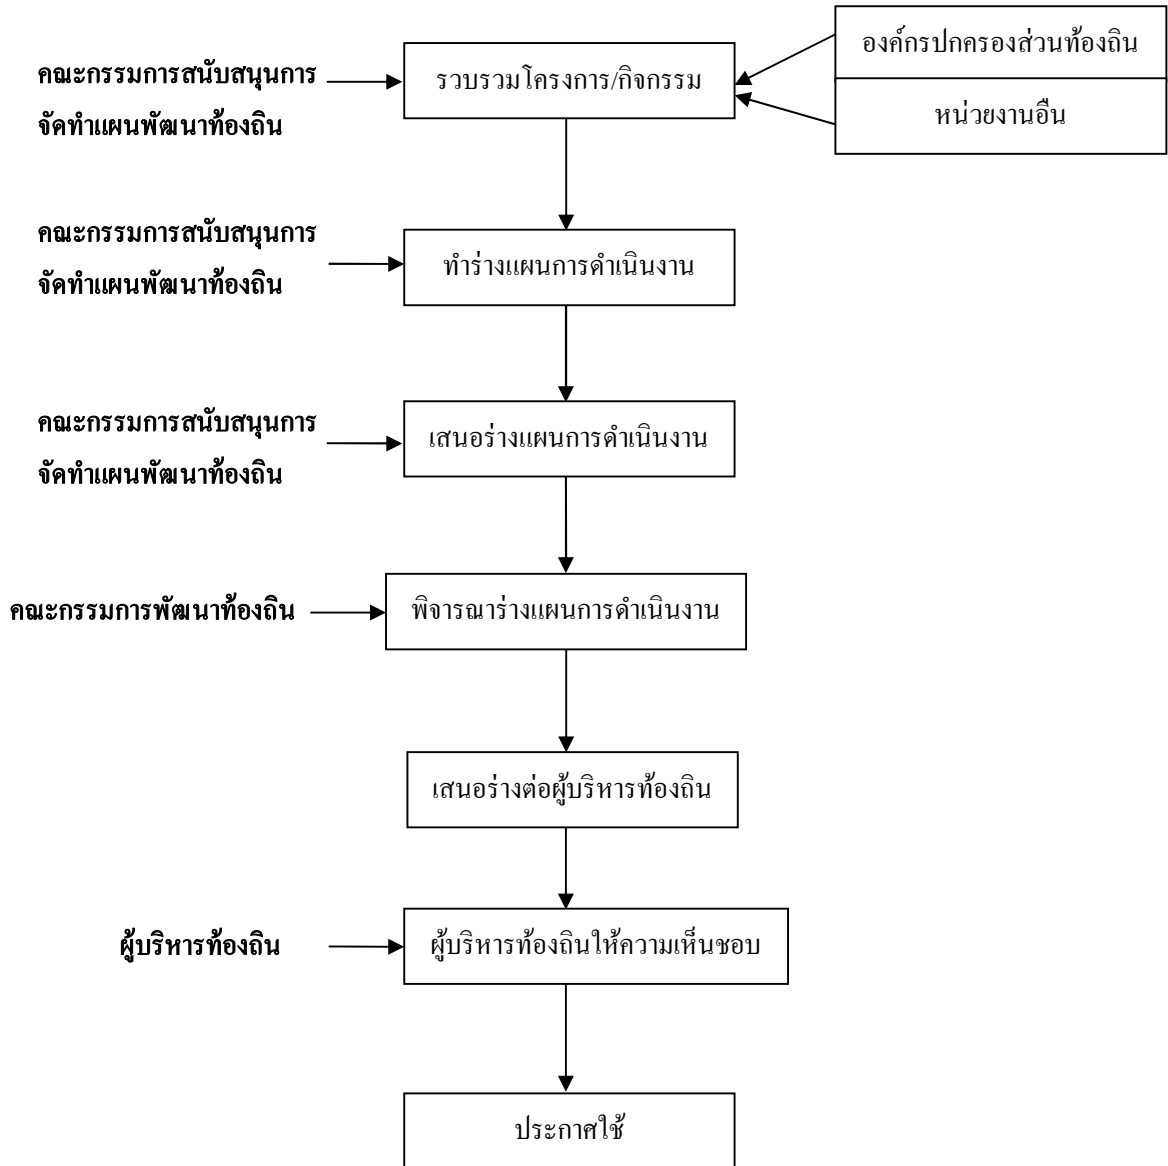 องค์กรปกครองส่วนท้องถิน
คณะกรรมการสนับสนุนการ
จัดทำแผนพัฒนาท้องถิน
รวบรวมโครงการ/กิจกรรม
หน่วยงานอืน
คณะกรรมการสนับสนุนการ
จัดทำแผนพัฒนาท้องถิน
ทำร่างแผนการดำเนินงาน
คณะกรรมการสนับสนุนการ
จัดทำแผนพัฒนาท้องถิน
เสนอร่างแผนการดำเนินงาน
คณะกรรมการพัฒนาท้องถิน
พิจารณาร่างแผนการดำเนินงาน
เสนอร่างต่อผู้บริหารท้องถิน
ผู้บริหารท้องถิน
ผู้บริหารท้องถินให้ความเห็นชอบ
ประกาศใช้